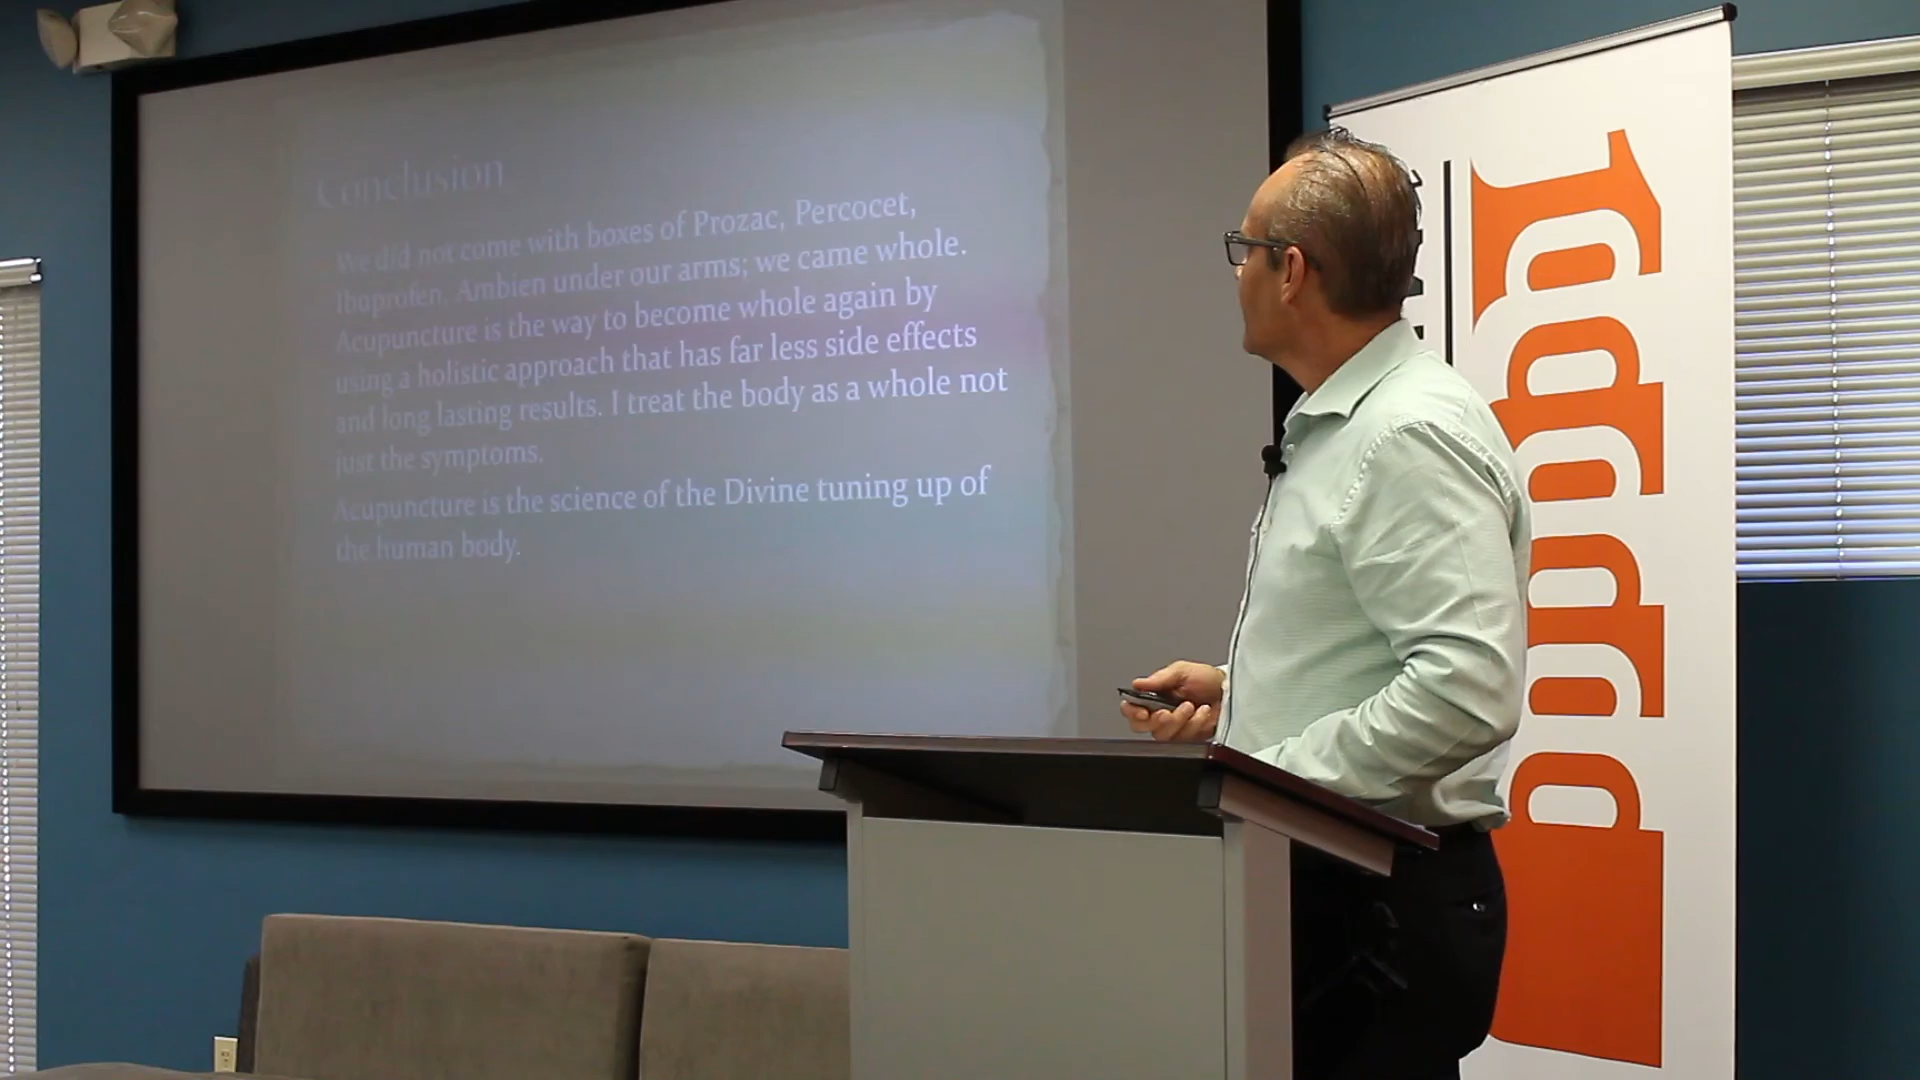 Conclusion
We did not come with boxes of Prozac, Percocet,
Iboprofen, Ambien under our arms; we came whole.
Acupuncture is the way to become whole again by
using a holistic approach that has far less side effects
and long lasting results. I treat the body as a whole not
just the symptoms.
Acupuncture is the science of the Divine tuning up of
the human body.